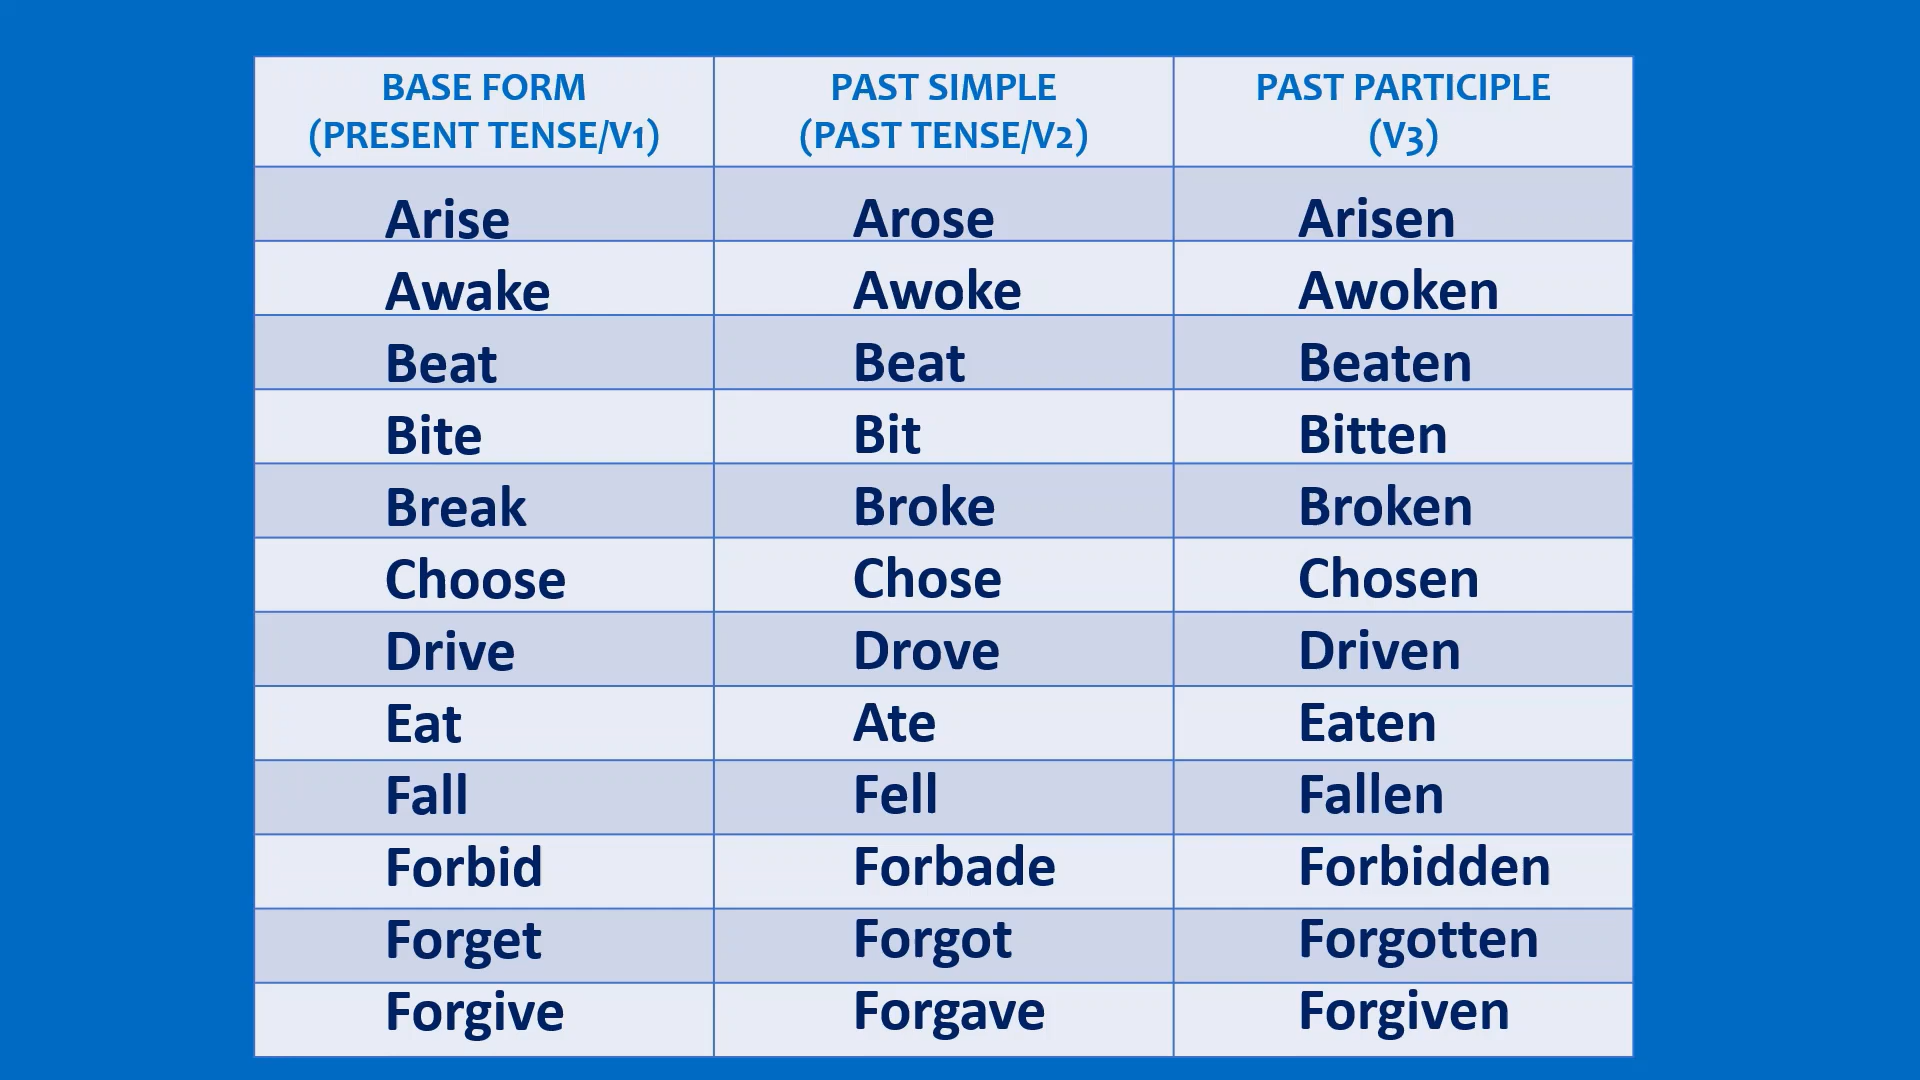 BASE FORM
(PRESENT TENSE/V1)
PAST SIMPLE
(PAST TENSE/V2)
PAST PARTICIPLE
(V3)
Arise Arose Arisen
Awake Awoke Awoken
Beat Beat Beaten
Bite Bit Bitten
Break Broke Broken
Choose Chose Chosen
Drive Drove Driven
Eat Ate Eaten
Fall Fell Fallen
Forbid Forbade Forbidden
Forget Forgot Forgotten
Forgive Forgave Forgiven